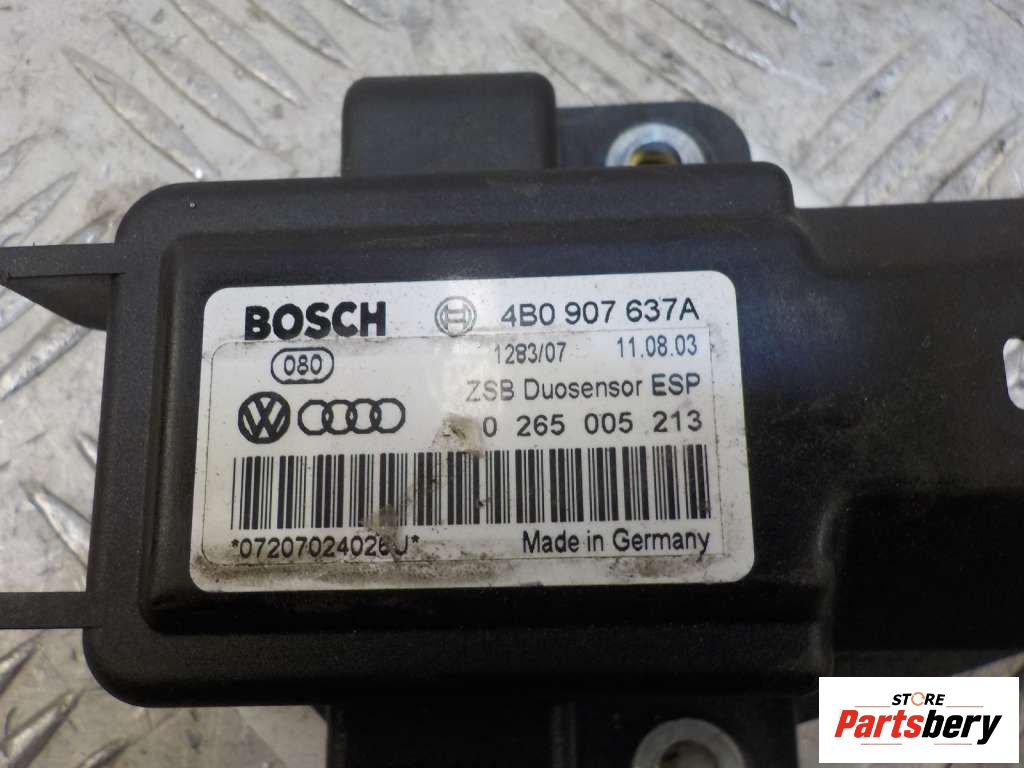 BOSCH 4B0 907 637A
1283/07 11.08.03
080
ZSB Duosensor ESP
0 265 005 213
Made in Germany
STORE
Partsbery